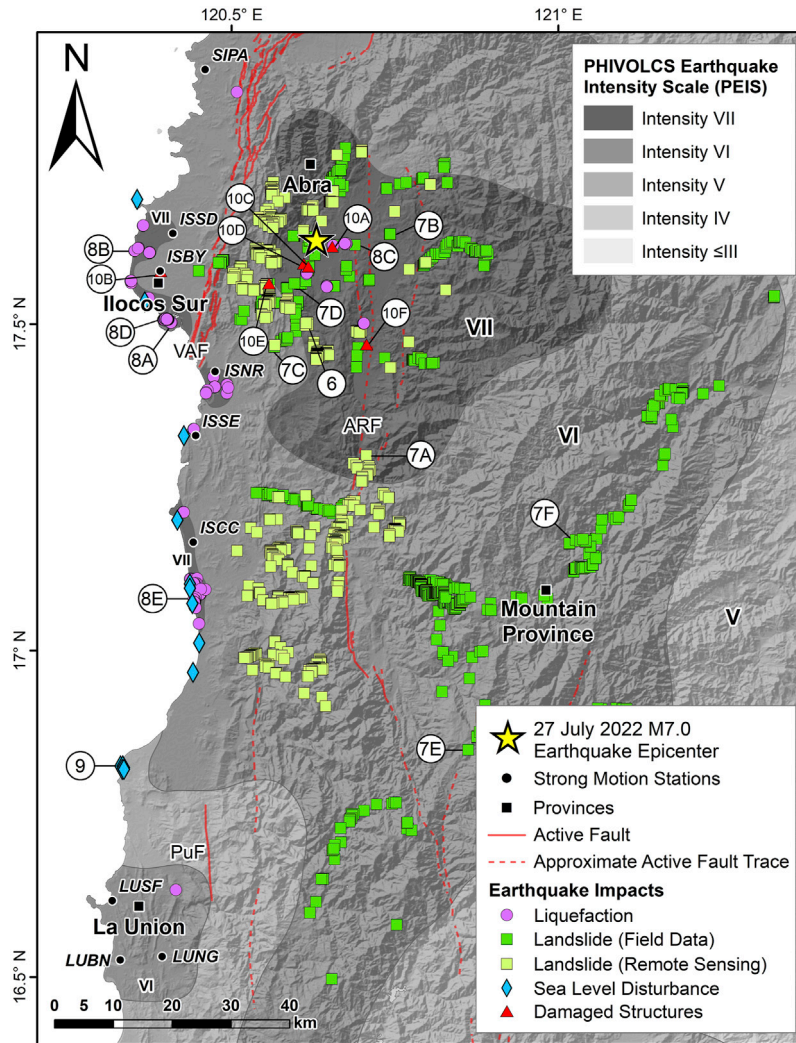 120.5° E
121° E
N
SIPA
PHIVOLCS Earthquake
Intensity Scale (PEIS)
Intensity VII
Intensity VI
Intensity V
Intensity IV
Intensity ≤III
Abra
10C
VII
ISSD
10D
10A
7B
8B
8C
ISBY
10B
Ilocos Sur
17.5°
8D
7D
10F
VII
8A
VAF
10E
7C
6
ISNR
ISSE
ARF
7A
VI
ISCC
7F
VII
8E
Mountain
Province
V
17°
7E
9
27 July 2022 M7.0
Earthquake Epicenter
Strong Motion Stations
Provinces
Active Fault
Approximate Active Fault Trace
PuF
Earthquake Impacts
LUSF
Liquefaction
La Union
Landslide (Field Data)
LUBN
LUNG
Landslide (Remote Sensing)
VI
16.5° N
Sea Level Disturbance
Damaged Structures
0 10 20 30 40
km